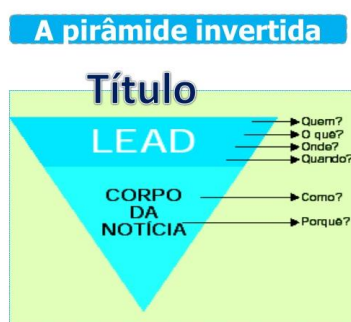 A pirâmide invertida
Título
LEAD
Quem?
O quê?
Onde?
Quando?
CORPO
DA
NOTÍCIA
Como?
Porquê?